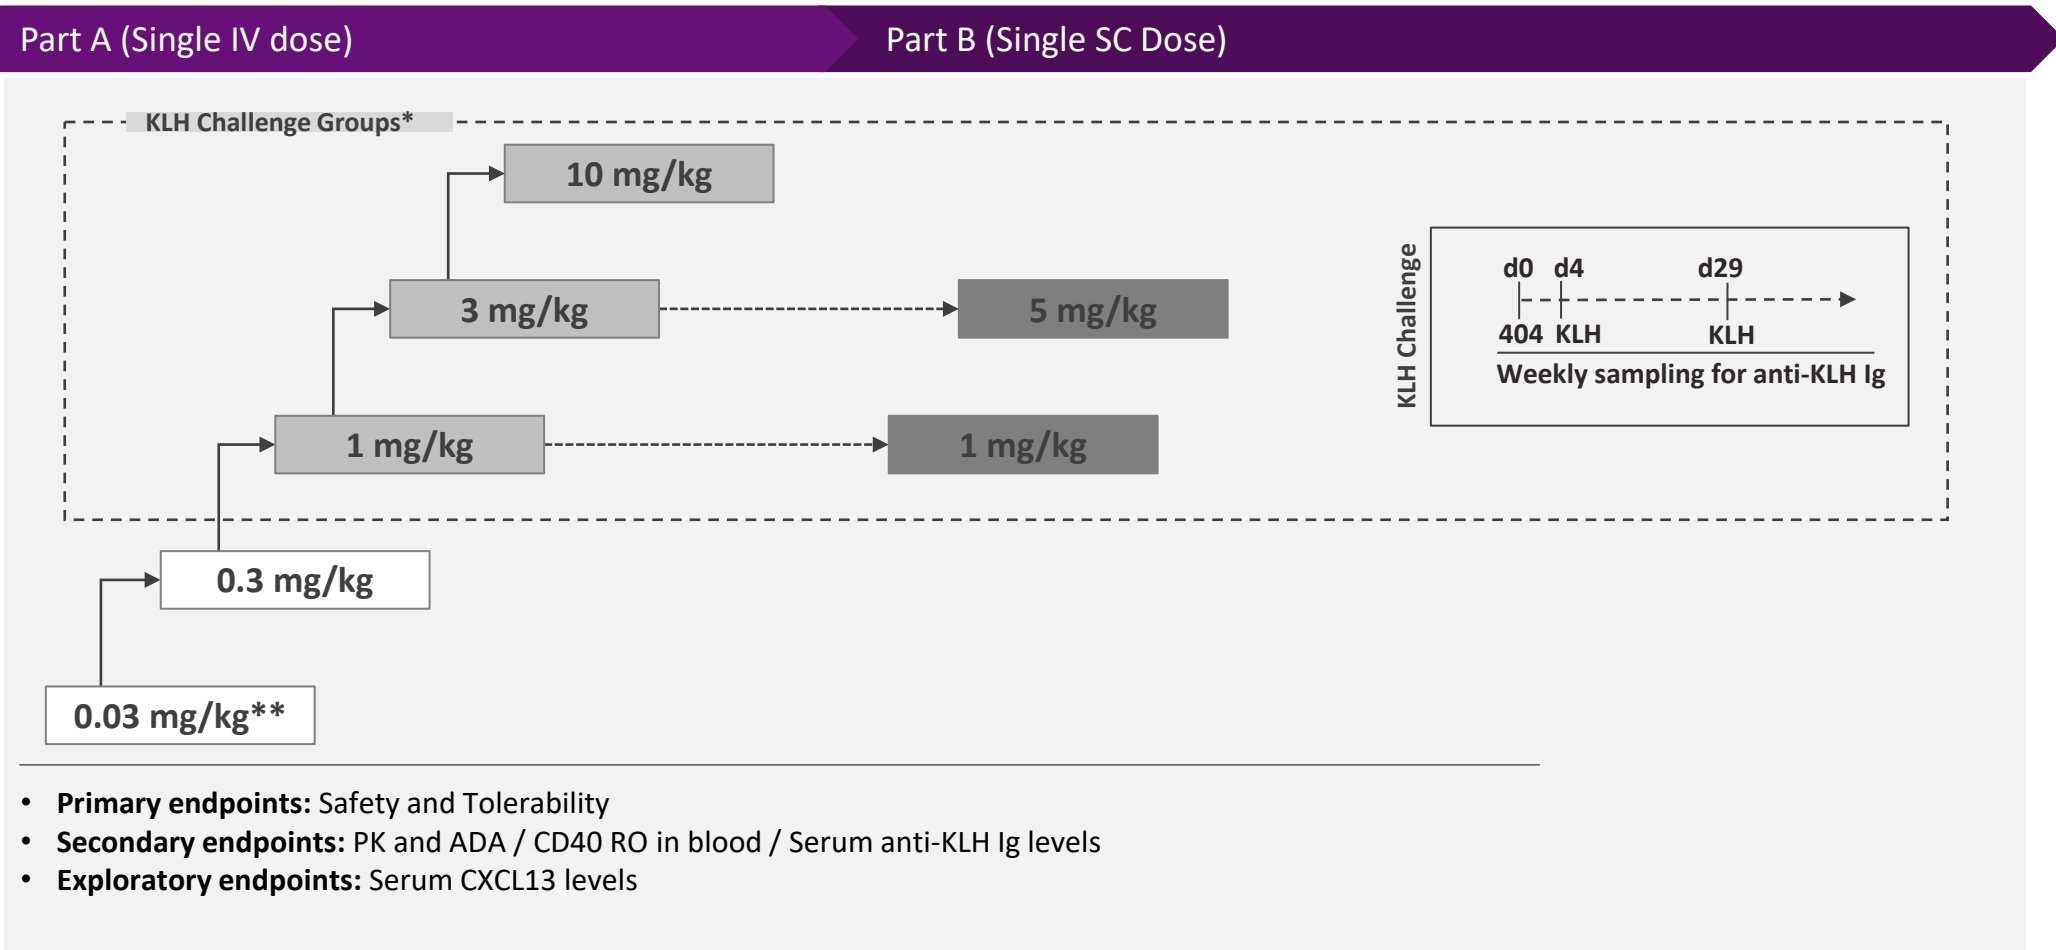 Part A (Single IV dose)
Part B (Single SC Dose)
KLH Challenge Groups*
10 mg/kg
3 mg/kg
5 mg/kg
1 mg/kg
1 mg/kg
0.3 mg/kg
0.03 mg/kg**
KLH Challenge
d0 d4 d29
404 KLH KLH
Weekly sampling for anti-KLH Ig
• Primary endpoints: Safety and Tolerability
• Secondary endpoints: PK and ADA / CD40 RO in blood / Serum anti-KLH Ig levels
• Exploratory endpoints: Serum CXCL13 levels